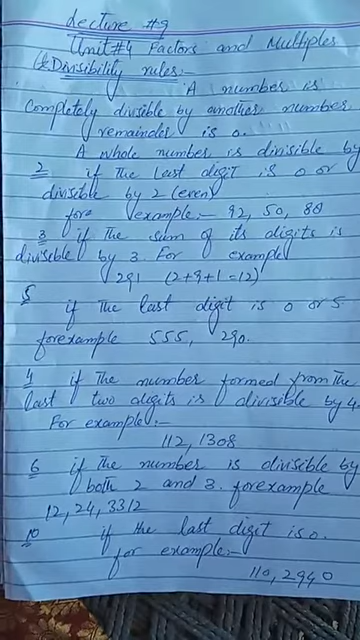 Lecture #9
Unit#4 Factors and Multiples
Divisibility rules:-
A number is
Completely divisible by another number
remainder is 0.
A whole number is divisible by
2 if the last digit is 0 or
divisible by 2 (even)
fore example:- 92, 50, 88
3 if The sum of its digits is
divisible by 3. For example
291 (2+9+1=12)
5
if The last digit is 0 or 5.
forexample 555, 290.
4 if The number formed from The
last two digits is divisible by 4.
For example:-
112, 1308
6 if The number is divisible by
both 2 and 3. forexample
12, 24, 3312
10 if the last digit is 0.
for example:-
110, 2940